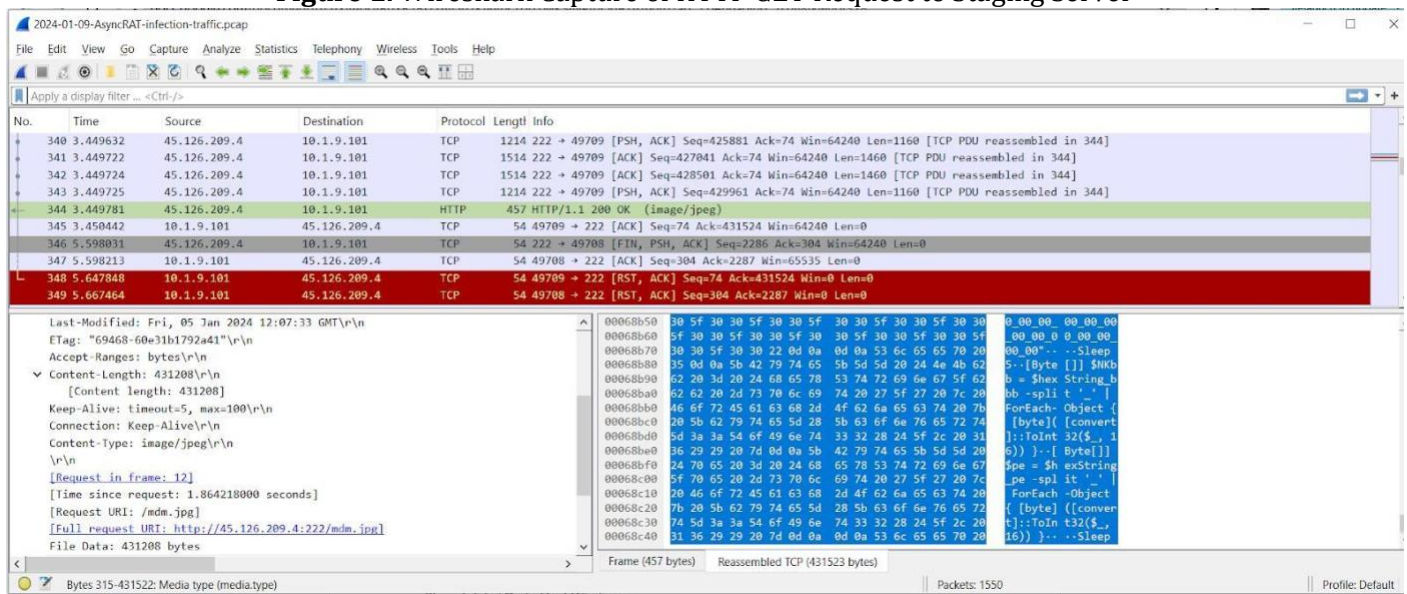 Figure Wireshark Capture of HTTP GET Request to Staging Server
2024-01-09-AsyncRAT-infection-traffic.pcap
File Edit View Go Capture Analyze Statistics Telephony Wireless Tools Help
Apply a display filter ... <Ctrl-/>
No. Time Source Destination Protocol Length Info
340 3.449632 45.126.209.4 10.1.9.101 TCP 1214 222 → 49709 [PSH, ACK] Seq=425881 Ack=74 Win=64240 Len=1160 [TCP PDU reassembled in 344]
341 3.449722 45.126.209.4 10.1.9.101 TCP 1514 222 → 49709 [ACK] Seq=427041 Ack=74 Win=64240 Len=1460 [TCP PDU reassembled in 344]
342 3.449724 45.126.209.4 10.1.9.101 TCP 1514 222 → 49709 [ACK] Seq=428501 Ack=74 Win=64240 Len=1460 [TCP PDU reassembled in 344]
343 3.449725 45.126.209.4 10.1.9.101 TCP 1214 222 → 49709 [PSH, ACK] Seq=429961 Ack=74 Win=64240 Len=1160 [TCP PDU reassembled in 344]
344 3.449781 45.126.209.4 10.1.9.101 HTTP 457 HTTP/1.1 200 OK (image/jpeg)
345 3.450442 10.1.9.101 45.126.209.4 TCP 54 49709 → 222 [ACK] Seq=74 Ack=431524 Win=64240 Len=0
346 5.598031 45.126.209.4 10.1.9.101 TCP 54 222 → 49708 [FIN, PSH, ACK] Seq=2286 Ack=304 Win=64240 Len=0
347 5.598213 10.1.9.101 45.126.209.4 TCP 54 49708 → 222 [ACK] Seq=304 Ack=2287 Win=65535 Len=0
348 5.647848 10.1.9.101 45.126.209.4 TCP 54 49709 → 222 [RST, ACK] Seq=74 Ack=431524 Win=0 Len=0
349 5.667464 10.1.9.101 45.126.209.4 TCP 54 49708 → 222 [RST, ACK] Seq=304 Ack=2287 Win=0 Len=0
Last-Modified: Fri, 05 Jan 2024 12:07:33 GMT\r\n
ETag: "69468-60e31b1792a41"\r\n
Accept-Ranges: bytes\r\n
Content-Length: 431208\r\n
[Content length: 431208]
Keep-Alive: timeout=5, max=100\r\n
Connection: Keep-Alive\r\n
Content-Type: image/jpeg\r\n
\r\n
[Request in frame: 12]
[Time since request: 1.864218000 seconds]
[Request URI: /mdm.jpg]
[Full request URI: http://45.126.209.4:222/mdm.jpg]
File Data: 431208 bytes
00068b50 30 5f 30 30 5f 30 30 5f 30 30 5f 30 30 5f 30 30 0_00_00_ 00_00_00
00068b60 5f 30 30 5f 30 30 5f 30 30 5f 30 30 5f 30 30 5f _00_00_0 0_00_00_
00068b70 30 30 5f 30 30 22 0d 0a 0d 0a 53 6c 65 65 70 20 00_00"·· ··Sleep
00068b80 35 0d 0a 5b 42 79 74 65 5b 5d 5d 20 24 4e 4b 62 5··[Byte []] $NKb
00068b90 62 20 3d 20 24 68 65 78 53 74 72 69 6e 67 5f 62 b = $hex String_b
00068ba0 62 62 20 2d 73 70 6c 69 74 20 27 5f 27 20 7c 20 bb -spli t '_' |
00068bb0 46 6f 72 45 61 63 68 2d 4f 62 6a 65 63 74 20 7b ForEach- Object {
00068bc0 20 5b 62 79 74 65 5d 28 5b 63 6f 6e 76 65 72 74 [byte]( [convert
00068bd0 5d 3a 3a 54 6f 49 6e 74 33 32 28 24 5f 2c 20 31 ]::ToInt 32($_, 1
00068be0 36 29 29 20 7d 0d 0a 5b 42 79 74 65 5b 5d 5d 20 6)) }··[ Byte[]]
00068bf0 24 70 65 20 3d 20 24 68 65 78 53 74 72 69 6e 67 $pe = $h exString
00068c00 5f 70 65 20 2d 73 70 6c 69 74 20 27 5f 27 20 7c _pe -spl it '_' |
00068c10 20 46 6f 72 45 61 63 68 2d 4f 62 6a 65 63 74 20 ForEach -Object
00068c20 7b 20 5b 62 79 74 65 5d 28 5b 63 6f 6e 76 65 72 { [byte] ([conver
00068c30 74 5d 3a 3a 54 6f 49 6e 74 33 32 28 24 5f 2c 20 t]::ToIn t32($_,
00068c40 31 36 29 29 20 7d 0d 0a 0d 0a 53 6c 65 65 70 20 16)) }·· ··Sleep
Frame (457 bytes) Reassembled TCP (431523 bytes)
Bytes 315-431522: Media type (media.type) Packets: 1550 Profile: Default